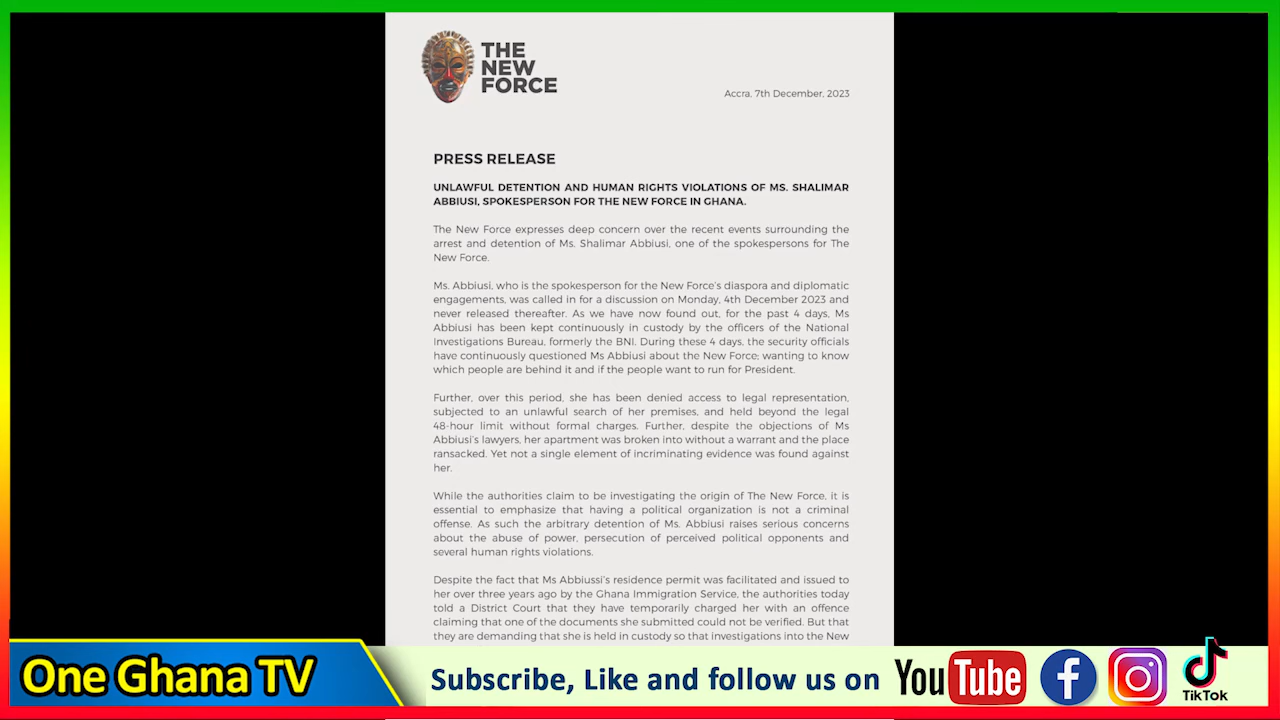 THE
NEW
FORCE
Accra, 7th December, 2023
PRESS RELEASE
UNLAWFUL DETENTION AND HUMAN RIGHTS VIOLATIONS OF MS. SHALIMAR
ABBIUSI, SPOKESPERSON FOR THE NEW FORCE IN GHANA.
The New Force expresses deep concern over the recent events surrounding the
arrest and detention of Ms. Shalimar Abbiusi, one of the spokespersons for The
New Force.
Ms. Abbiusi, who is the spokesperson for the New Force's diaspora and diplomatic
engagements, was called in for a discussion on Monday, 4th December 2023 and
never released thereafter. As we have now found out, for the past 4 days, Ms
Abbiusi has been kept continuously in custody by the officers of the National
Investigations Bureau, formerly the BNI. During these 4 days, the security officials
have continuously questioned Ms Abbiusi about the New Force; wanting to know
which people are behind it and if the people want to run for President.
Further, over this period, she has been denied access to legal representation,
subjected to an unlawful search of her premises, and held beyond the legal
48-hour limit without formal charges. Further, despite the objections of Ms
Abbiusi's lawyers, her apartment was broken into without a warrant and the place
ransacked. Yet not a single element of incriminating evidence was found against
her.
While the authorities claim to be investigating the origin of The New Force, it is
essential to emphasize that having a political organization is not a criminal
offense. As such the arbitrary detention of Ms. Abbiusi raises serious concerns
about the abuse of power, persecution of perceived political opponents and
several human rights violations.
Despite the fact that Ms Abbiussi's residence permit was facilitated and issued to
her over three years ago by the Ghana Immigration Service, the authorities today
told a District Court that they have temporarily charged her with an offence
claiming that one of the documents she submitted could not be verified. But that
they are demanding that she is held in custody so that investigations into the New
One Ghana TV
Subscribe, Like and follow us on
YouTube
TikTok